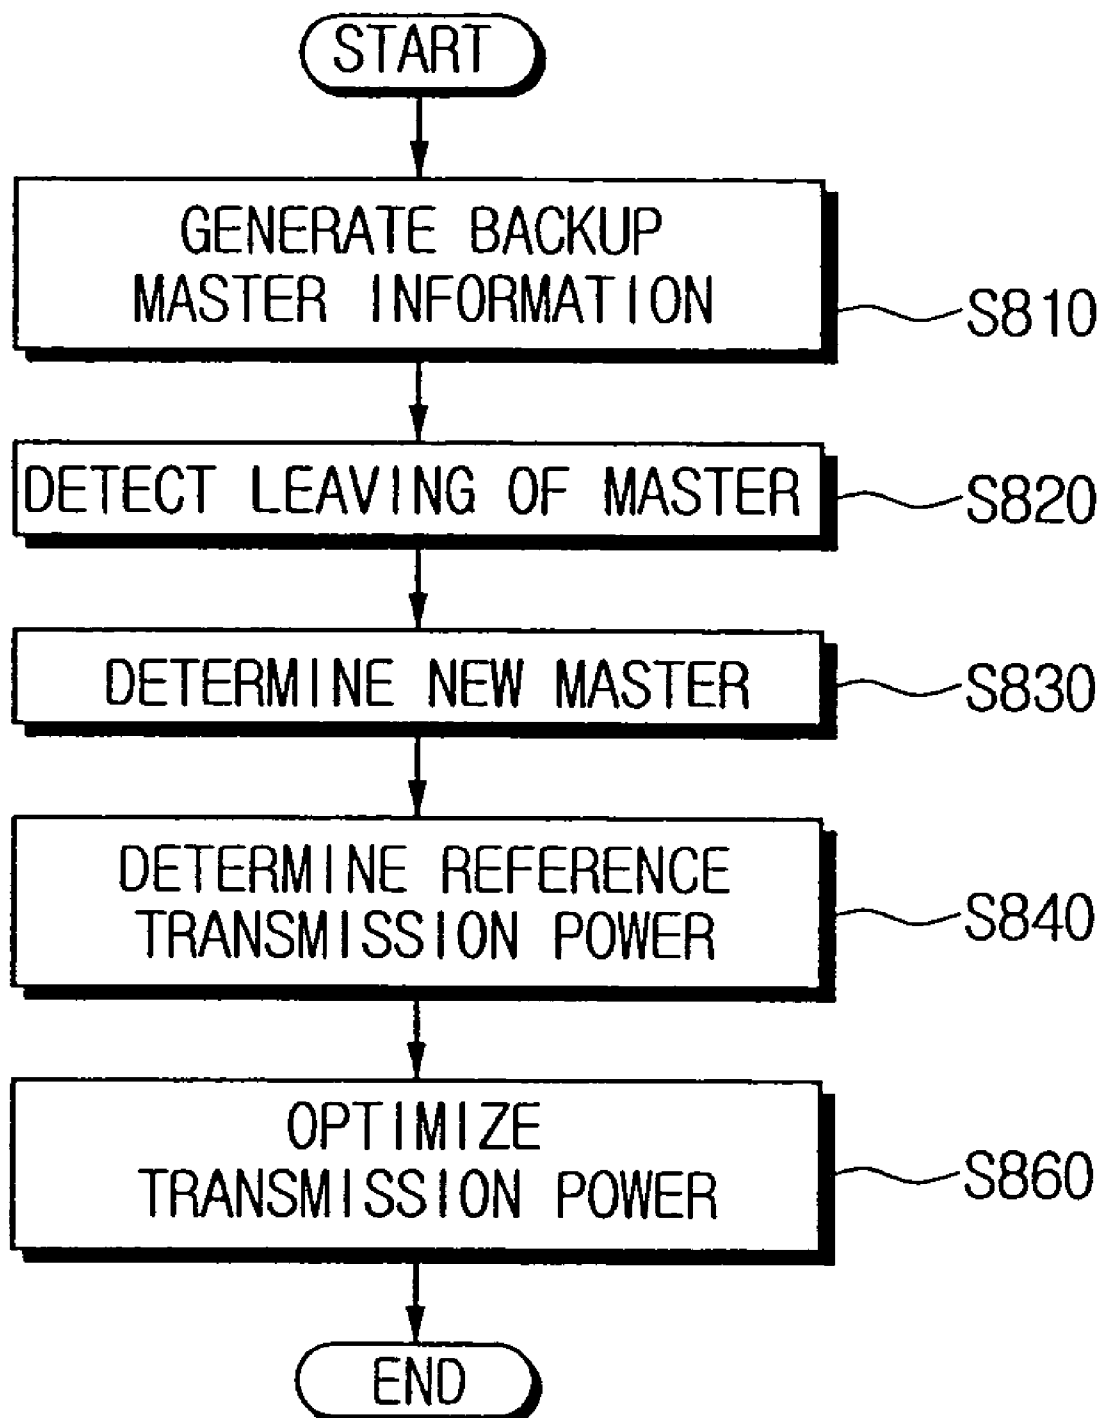 START
GENERATE BACKUP
MASTER INFORMATION
S810
DETECT LEAVING OF MASTER
S820
DETERMINE NEW MASTER
S830
DETERMINE REFERENCE
TRANSMISSION POWER
S840
OPTIMIZE
TRANSMISSION POWER
S860
END